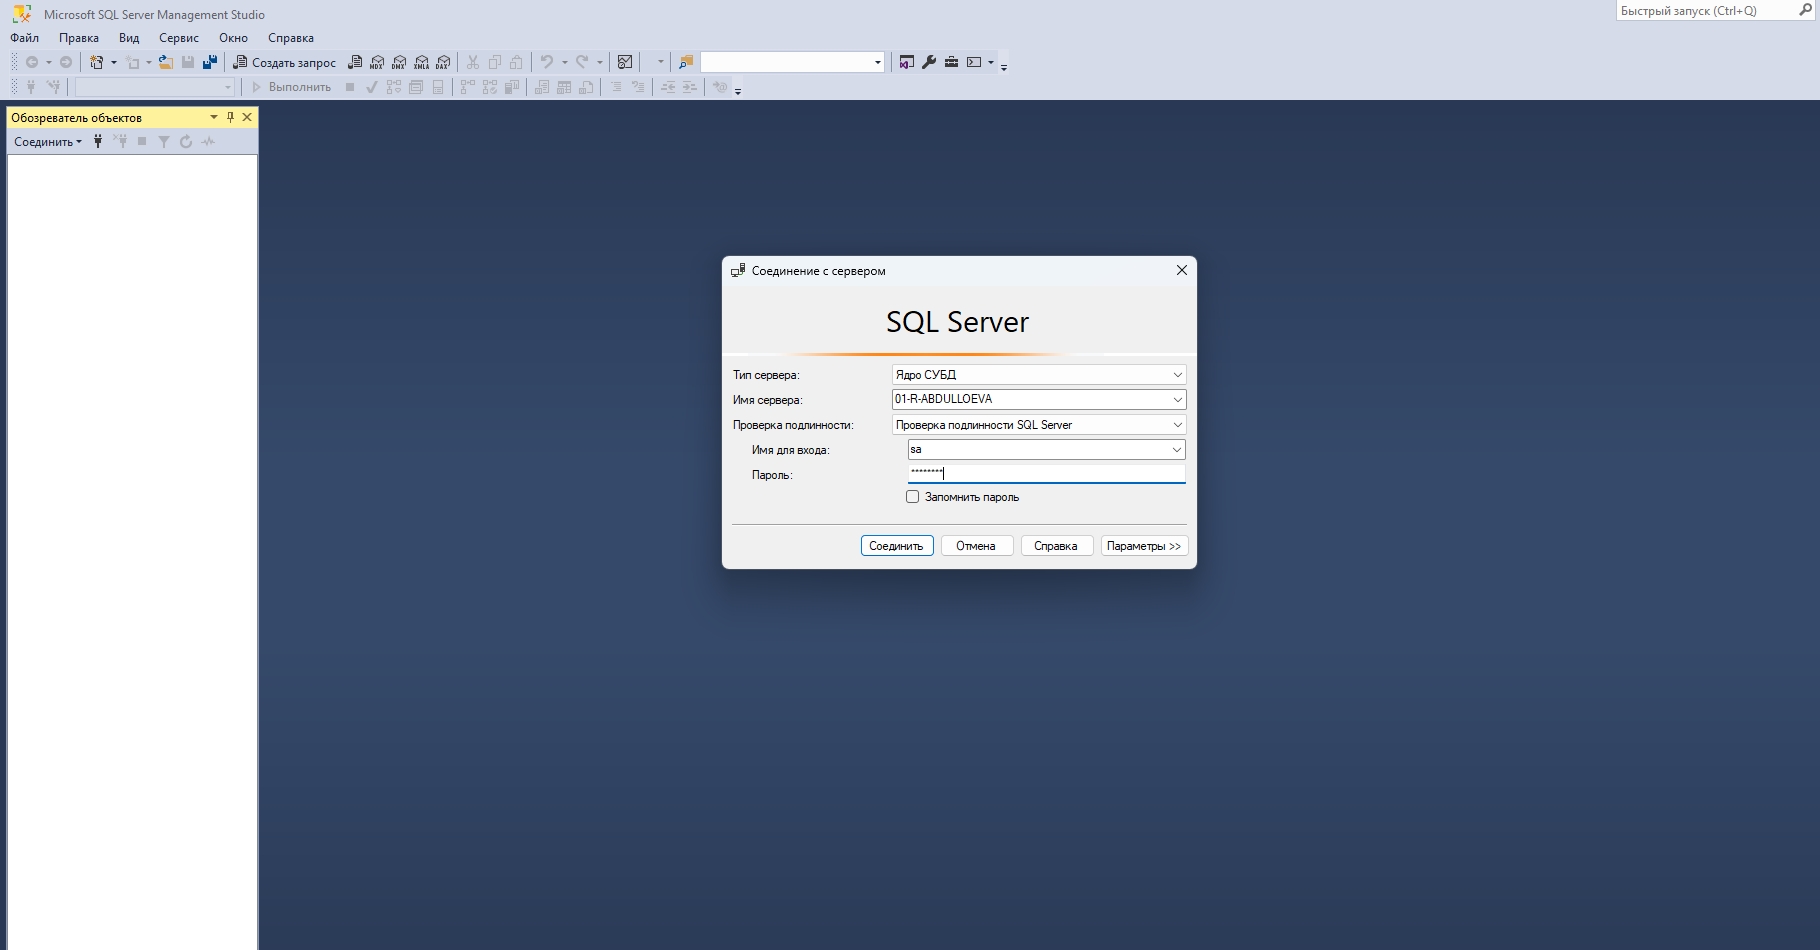 Microsoft SQL Server Management Studio
Быстрый запуск (Ctrl+Q)
Файл Правка Вид Сервис Окно Справка
Создать запрос MDX DMX XMLA DAX
Выполнить
Обозреватель объектов
Соединить
Соединение с сервером
SQL Server
Тип сервера: Ядро СУБД
Имя сервера: 01-R-ABDULLOEVA
Проверка подлинности: Проверка подлинности SQL Server
Имя для входа: sa
Пароль: ********
Запомнить пароль
Соединить Отмена Справка Параметры >>